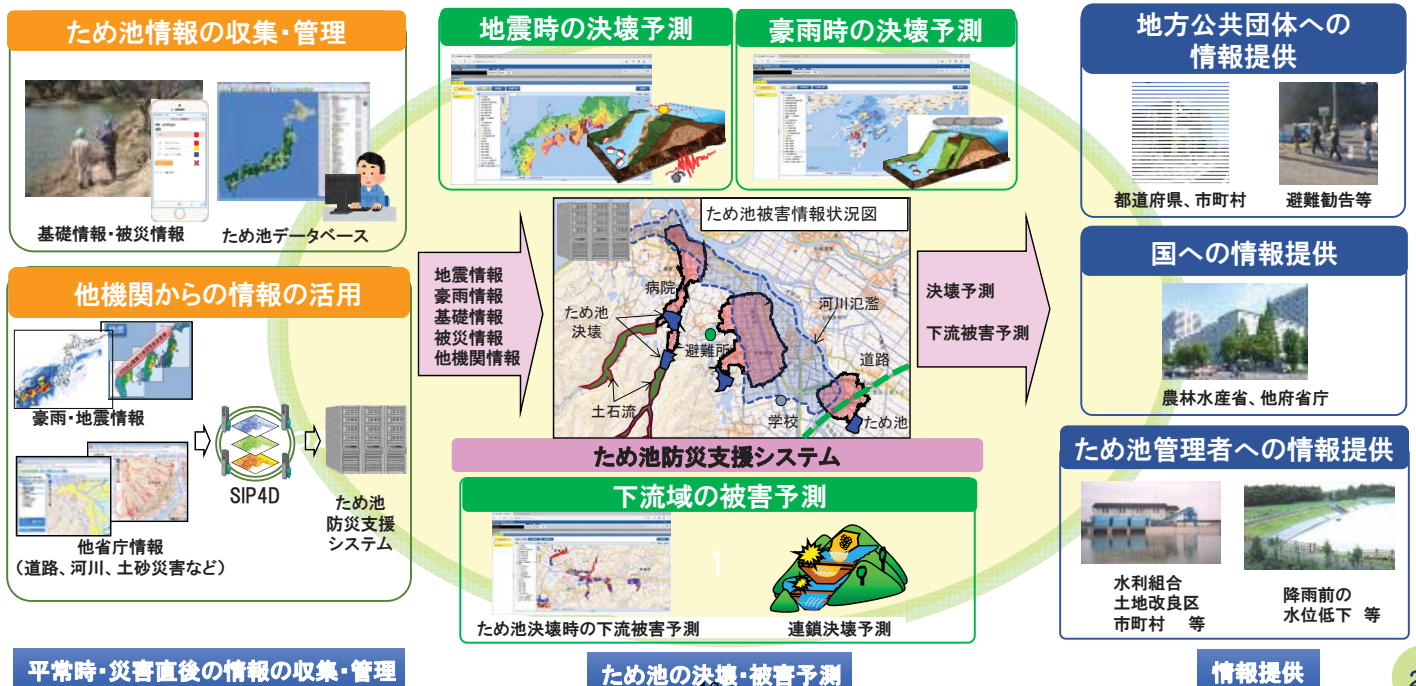 ため池情報の収集・管理
基礎情報・被災情報
ため池データベース
他機関からの情報の活用
豪雨・地震情報
SIP4D
ため池
防災支援
システム
他省庁情報
(道路、河川、土砂災害など)
平常時・災害直後の情報の収集・管理
地震時の決壊予測
豪雨時の決壊予測
地震情報
豪雨情報
基礎情報
被災情報
他機関情報
ため池被害情報状況図
病院
ため池
決壊
河川氾濫
避難所
道路
土石流
学校
ため池
ため池防災支援システム
決壊予測
下流被害予測
下流域の被害予測
1
ため池決壊時の下流被害予測
連鎖決壊予測
ため池の決壊・被害予測
地方公共団体への
情報提供
都道府県、市町村
避難勧告等
国への情報提供
農林水産省、他府省庁
ため池管理者への情報提供
水利組合
土地改良区
市町村 等
降雨前の
水位低下 等
情報提供
2